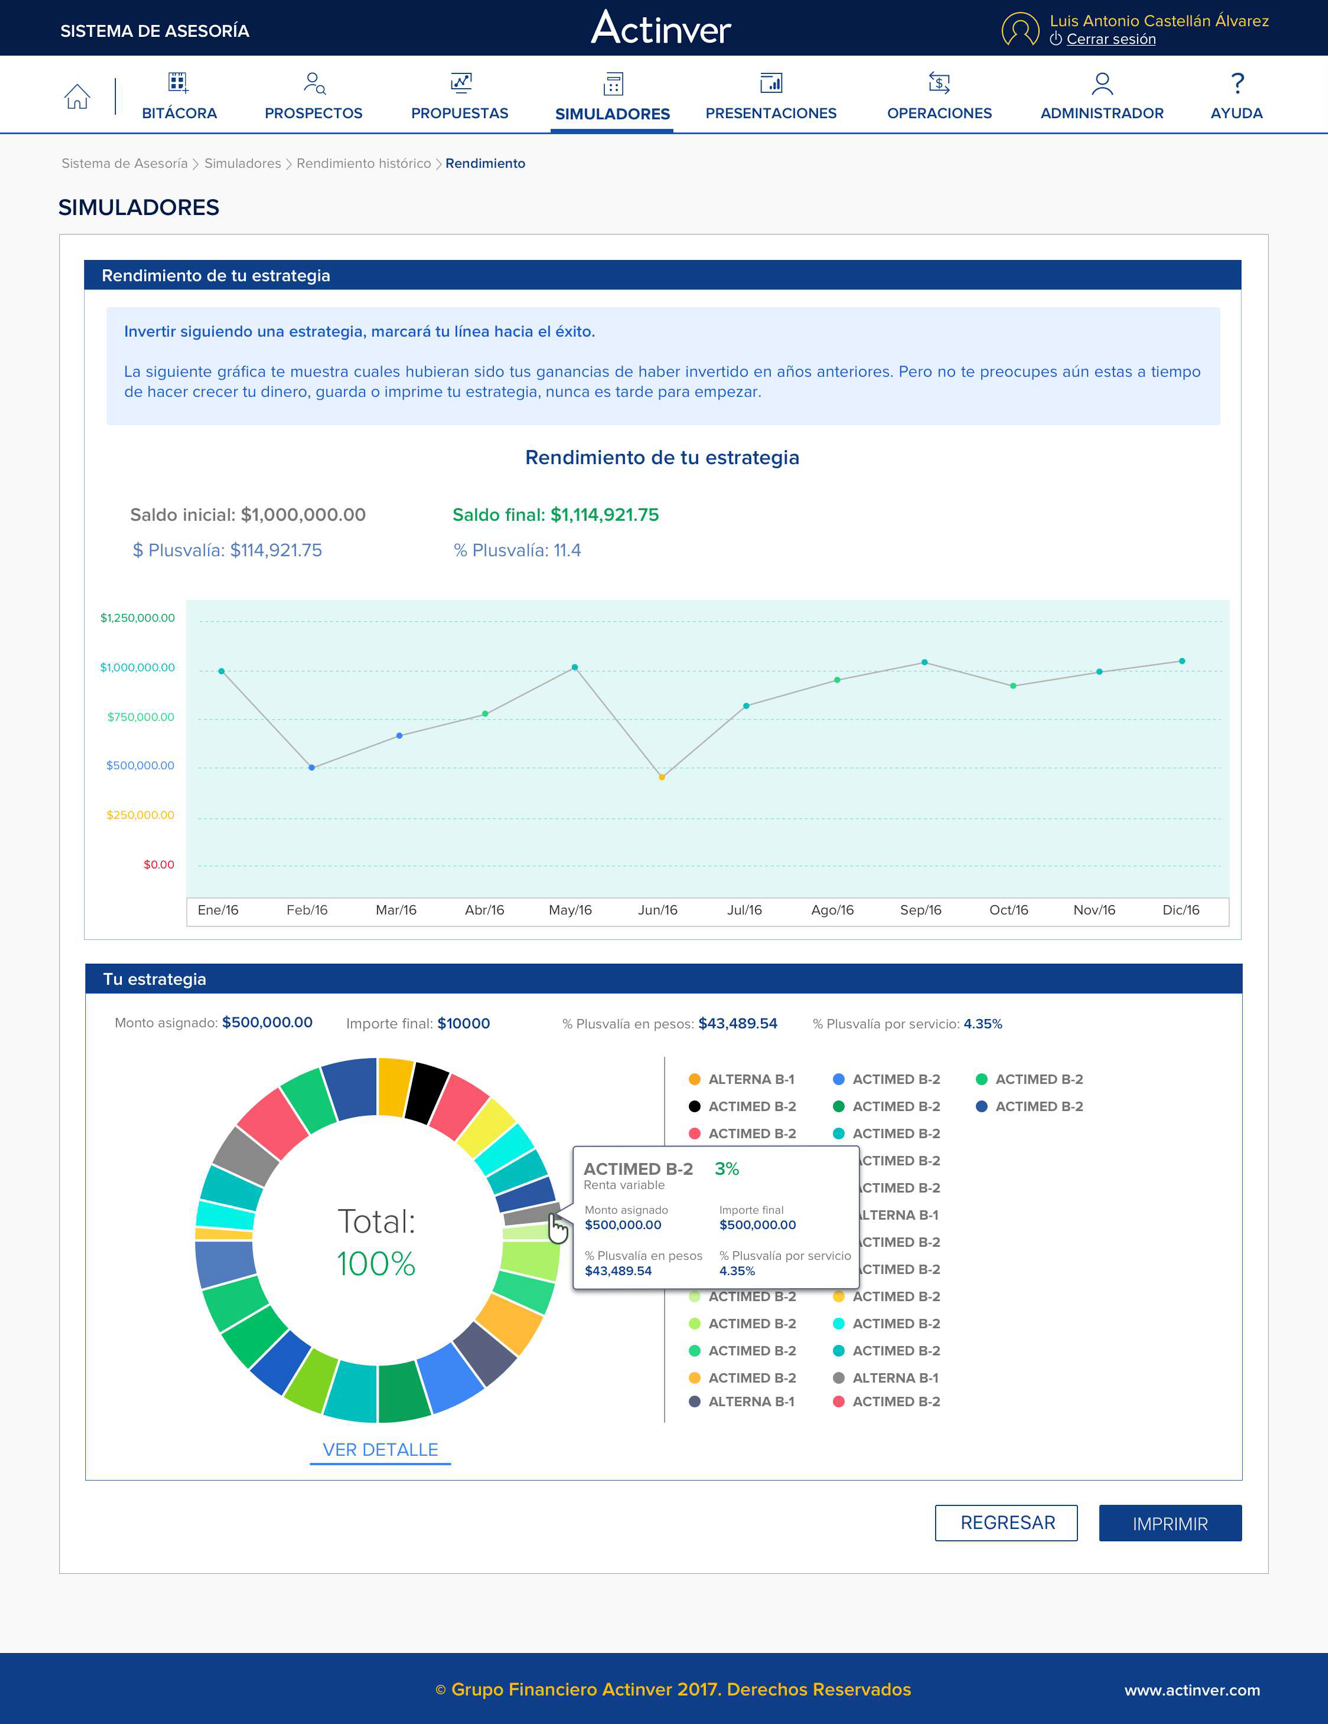 SISTEMA DE ASESORÍA
Actinver
Luis Antonio Castellán Álvarez
Cerrar sesión
BITÁCORA
PROSPECTOS
PROPUESTAS
SIMULADORES
PRESENTACIONES
OPERACIONES
ADMINISTRADOR
?
AYUDA
Sistema de Asesoría > Simuladores > Rendimiento histórico > Rendimiento
SIMULADORES
Rendimiento de tu estrategia
Invertir siguiendo una estrategia, marcará tu línea hacia el éxito.
La siguiente gráfica te muestra cuales hubieran sido tus ganancias de haber invertido en años anteriores. Pero no te preocupes aún estas a tiempo
de hacer crecer tu dinero, guarda o imprime tu estrategia, nunca es tarde para empezar.
Rendimiento de tu estrategia
Saldo inicial: $1,000,000.00
Saldo final: $1,114,921.75
$ Plusvalía: $114,921.75
% Plusvalía: 11.4
$1,250,000.00
$1,000,000.00
$750,000.00
$500,000.00
$250,000.00
$0.00
Ene/16
Feb/16
Mar/16
Abr/16
May/16
Jun/16
Jul/16
Ago/16
Sep/16
Oct/16
Nov/16
Dic/16
Tu estrategia
Monto asignado: $500,000.00
Importe final: $10000
% Plusvalía en pesos: $43,489.54
% Plusvalía por servicio: 4.35%
Total:
100%
VER DETALLE
ALTERNA B-1
ACTIMED B-2
ACTIMED B-2
ACTIMED B-2
3%
Renta variable
Monto asignado
$500,000.00
Importe final
$500,000.00
% Plusvalía en pesos
$43,489.54
% Plusvalía por servicio
4.35%
ACTIMED B-2
ACTIMED B-2
ACTIMED B-2
ACTIMED B-2
ALTERNA B-1
ACTIMED B-2
ACTIMED B-2
ACTIMED B-2
CTIMED B-2
CTIMED B-2
LTERNA B-1
CTIMED B-2
CTIMED B-2
ACTIMED B-2
ACTIMED B-2
ACTIMED B-2
ALTERNA B-1
ACTIMED B-2
ACTIMED B-2
ACTIMED B-2
REGRESAR
IMPRIMIR
© Grupo Financiero Actinver 2017. Derechos Reservados
www.actinver.com